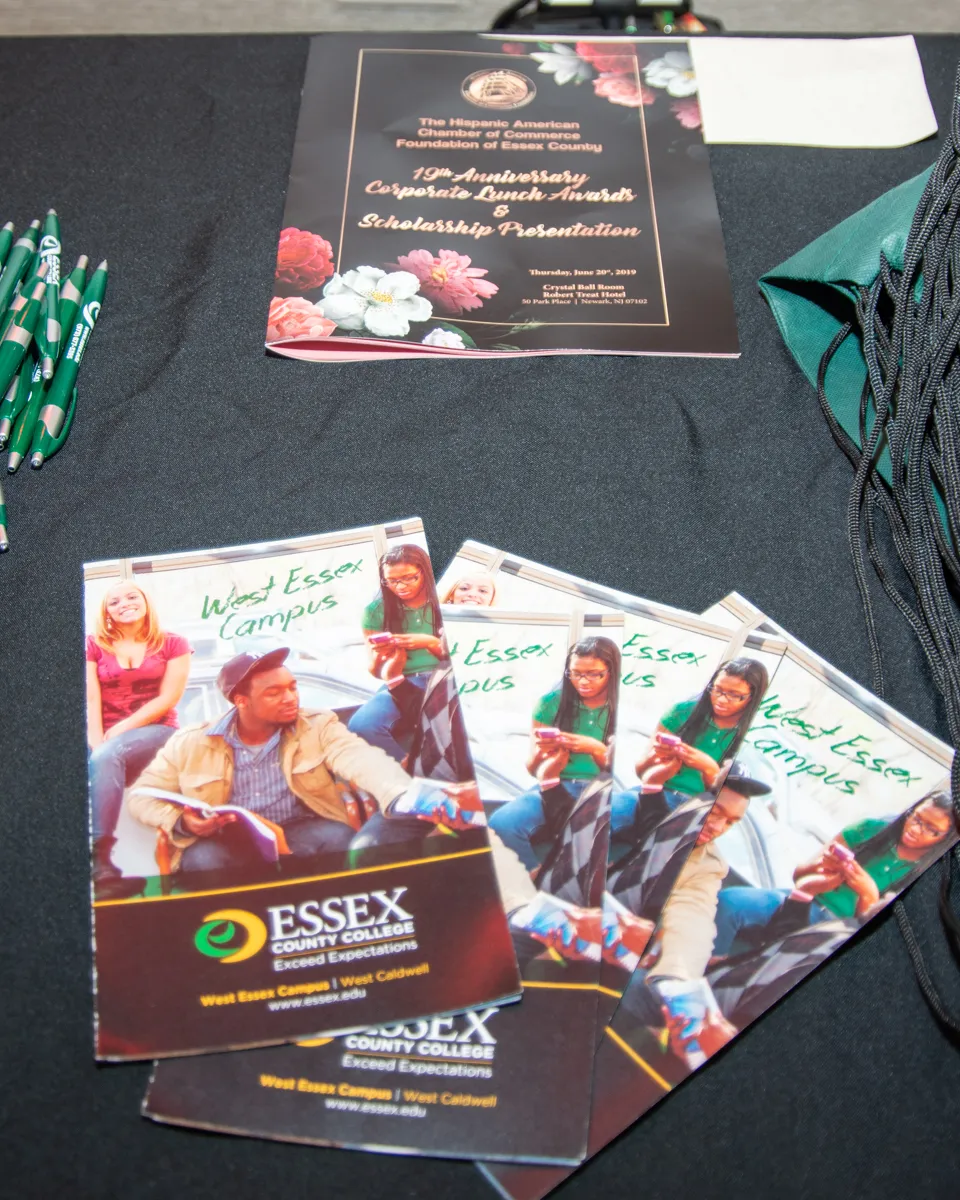 The Hispanic American
Chamber of Commerce
Foundation of Essex County
19th Anniversary
Corporate Lunch Awards
&
Scholarship Presentation
Thursday, June 20th, 2019
Crystal Ball Room
Robert Treat Hotel
50 Park Place | Newark, NJ 07102
West Essex
Campus
ESSEX
COUNTY COLLEGE
Exceed Expectations
West Essex Campus | West Caldwell
www.essex.edu
Essex
pus
Essex
us
West Essex
Campus
ESSEX
COUNTY COLLEGE
Exceed Expectations
West Essex Campus | West Caldwell
www.essex.edu